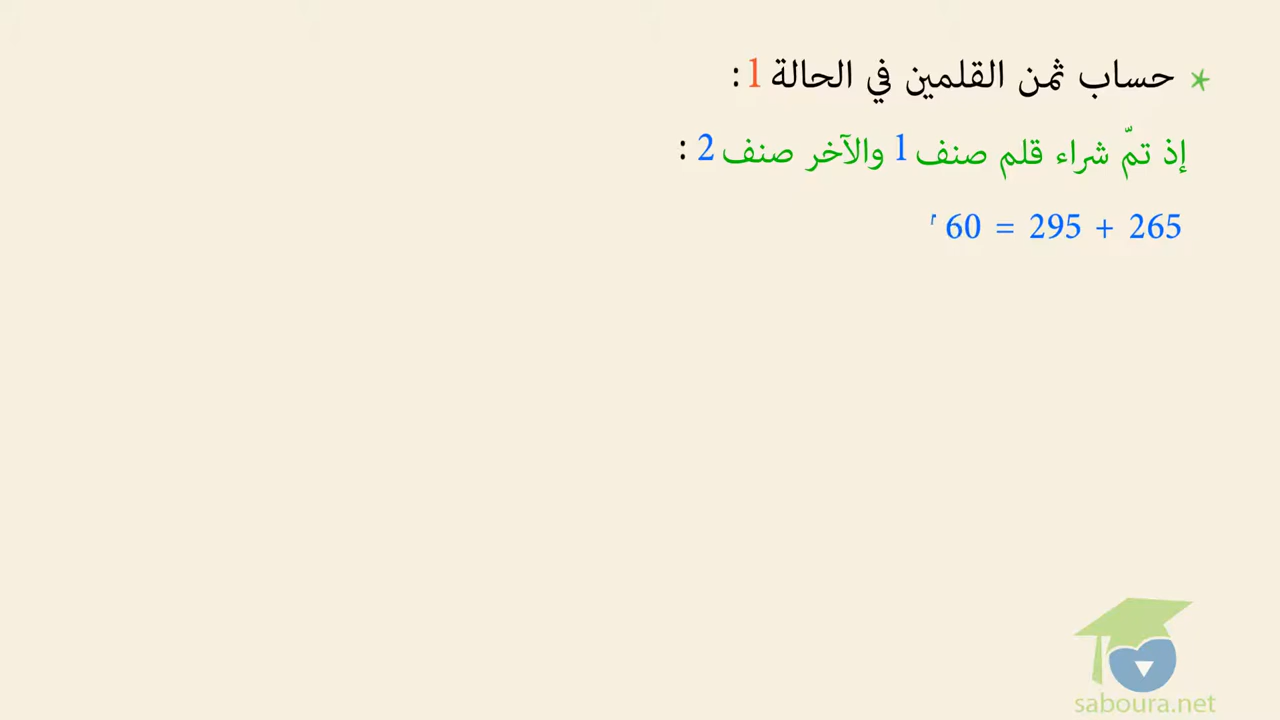 * حساب ثمن القلمين في الحالة 1 :
إذ تمّ شراء قلم صنف 1 والآخر صنف 2 :
265 + 295 = 60
saboura.net